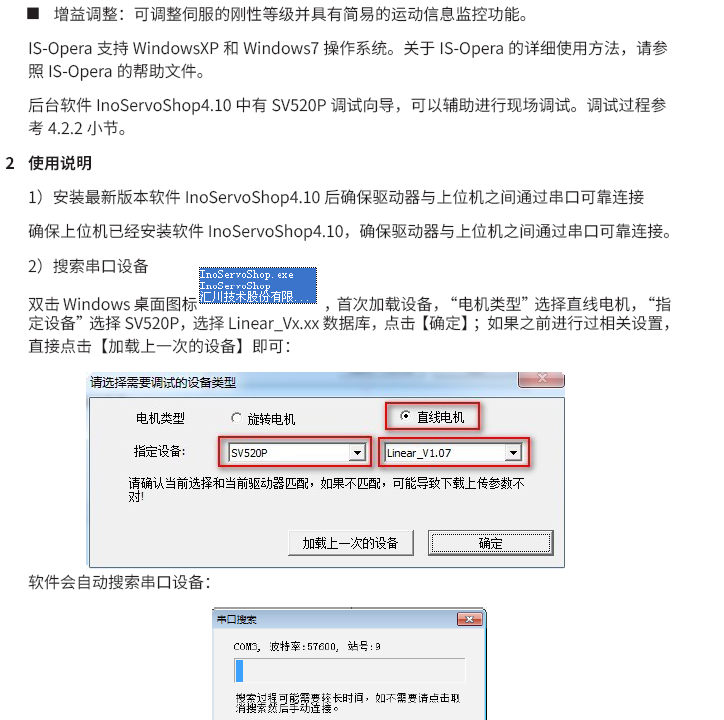 ■ 增益调整：可调整伺服的刚性等级并具有简易的运动信息监控功能。
IS-Opera 支持 WindowsXP 和 Windows7 操作系统。关于 IS-Opera 的详细使用方法，请参
照 IS-Opera 的帮助文件。
后台软件 InoServoShop4.10 中有 SV520P 调试向导，可以辅助进行现场调试。调试过程参
考 4.2.2 小节。
2 使用说明
1）安装最新版本软件 InoServoShop4.10 后确保驱动器与上位机之间通过串口可靠连接
确保上位机已经安装软件 InoServoShop4.10，确保驱动器与上位机之间通过串口可靠连接。
2）搜索串口设备
InoServoShop.exe
InoServoShop
汇川技术股份有限...
双击 Windows 桌面图标 ，首次加载设备，“电机类型”选择直线电机，“指
定设备”选择 SV520P，选择 Linear_Vx.xx 数据库，点击【确定】；如果之前进行过相关设置，
直接点击【加载上一次的设备】即可：
请选择需要调试的设备类型
电机类型 旋转电机 直线电机
指定设备: SV520P Linear_V1.07
请确认当前选择和当前驱动器匹配，如果不匹配，可能导致下载上传参数不
对!
加载上一次的设备 确定
软件会自动搜索串口设备：
串口搜索
COM3, 波特率:57600, 站号:9
搜索过程可能需要较长时间，如不需要请点击取
消搜索然后手动连接。